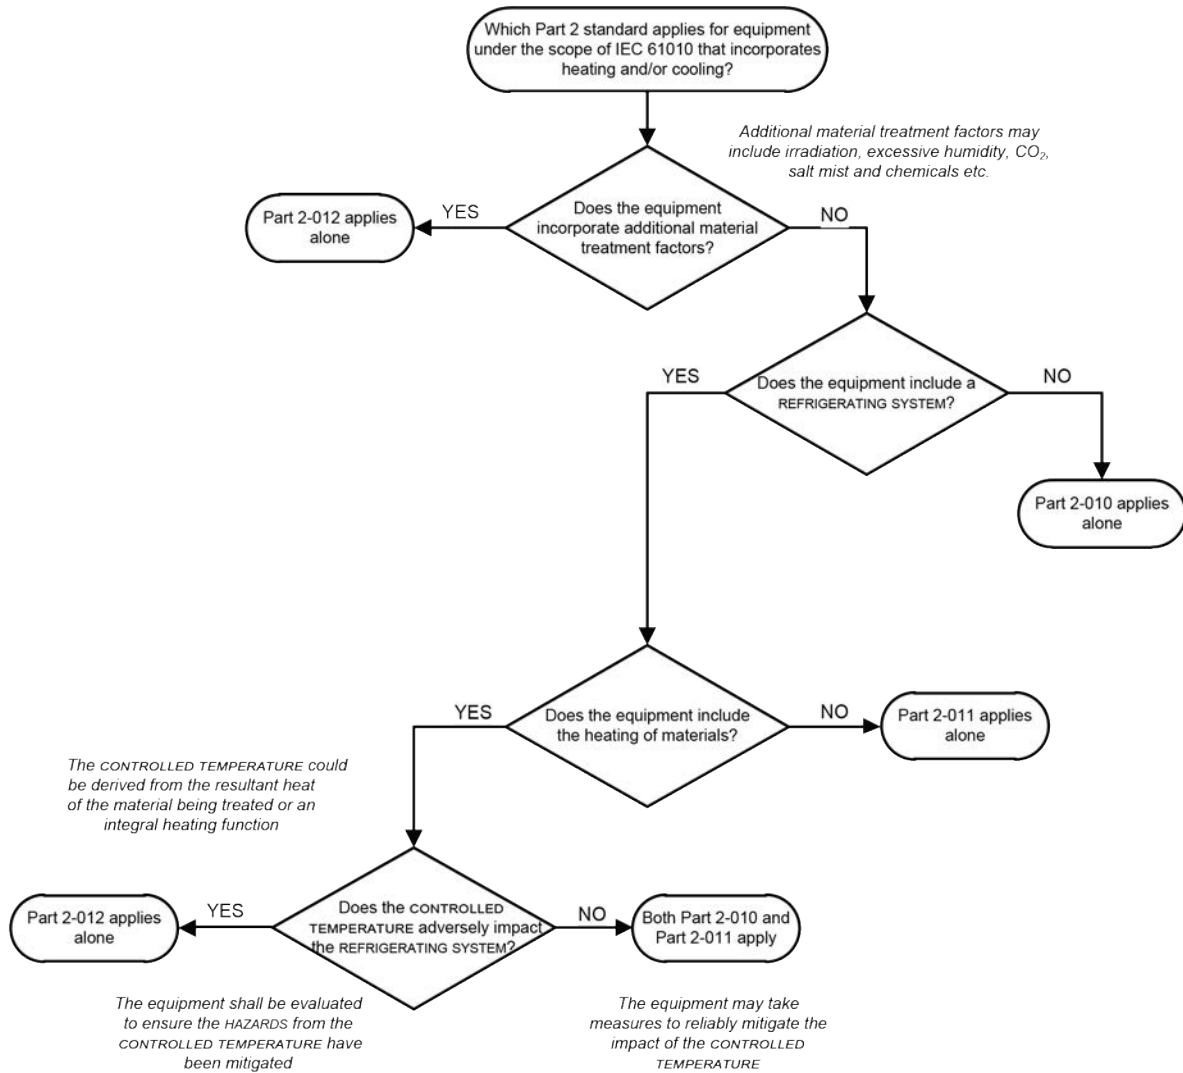 Which Part 2 standard applies for equipment
under the scope of IEC 61010 that incorporates
heating and/or cooling?
Additional material treatment factors may
include irradiation, excessive humidity, CO₂,
salt mist and chemicals etc.
Does the equipment
incorporate additional material
treatment factors?
YES
NO
Part 2-012 applies
alone
Does the equipment include a
REFRIGERATING SYSTEM?
YES
NO
Part 2-010 applies
alone
Does the equipment include
the heating of materials?
YES
NO
Part 2-011 applies
alone
The CONTROLLED TEMPERATURE could
be derived from the resultant heat
of the material being treated or an
integral heating function
Does the CONTROLLED
TEMPERATURE adversely impact
the REFRIGERATING SYSTEM?
YES
NO
Part 2-012 applies
alone
Both Part 2-010 and
Part 2-011 apply
The equipment shall be evaluated
to ensure the HAZARDS from the
CONTROLLED TEMPERATURE have
been mitigated
The equipment may take
measures to reliably mitigate the
impact of the CONTROLLED
TEMPERATURE